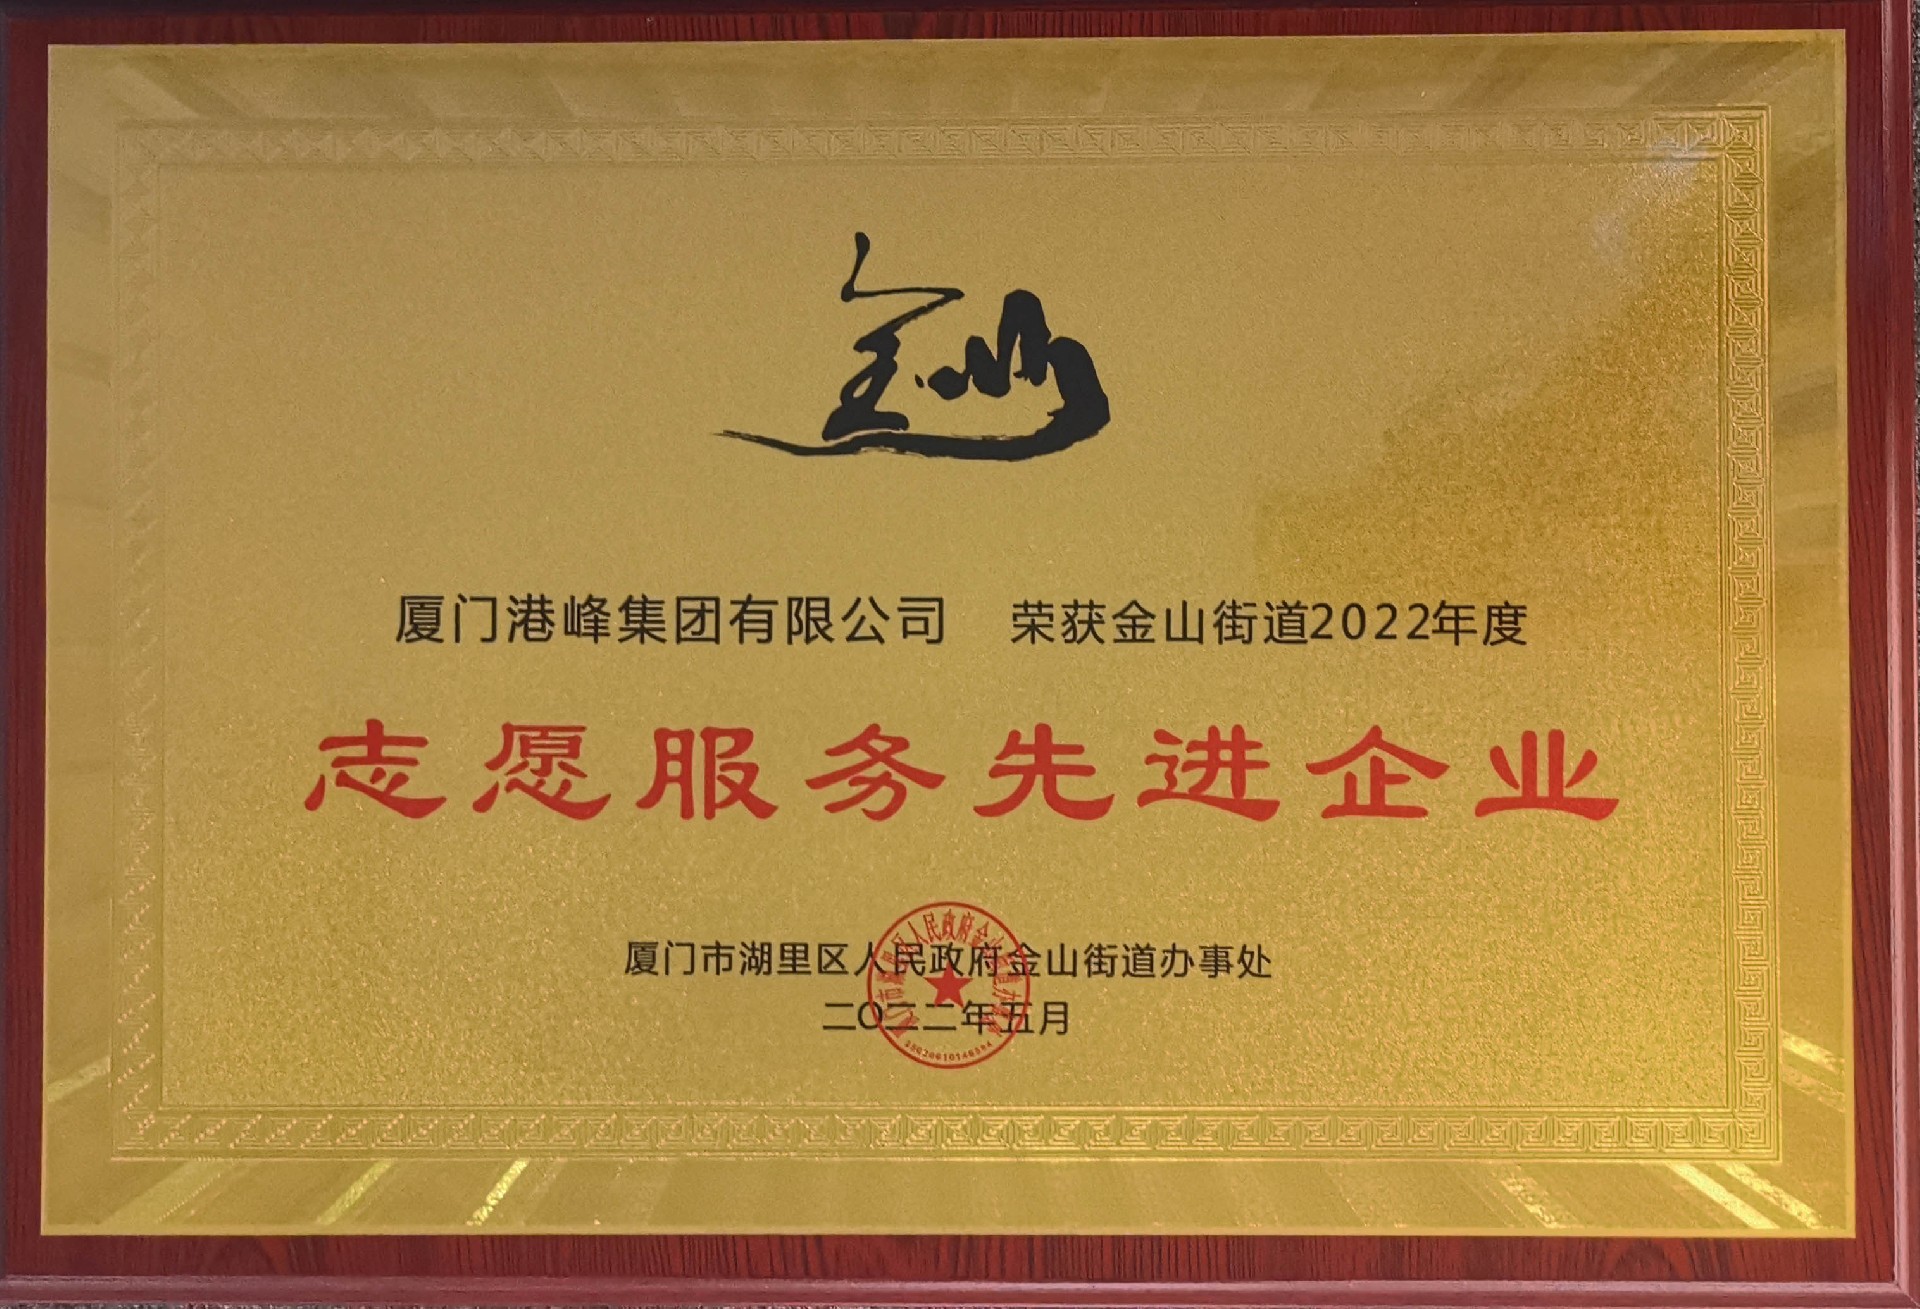 金山
厦门港峰集团有限公司 荣获金山街道2022年度
志愿服务先进企业
厦门市湖里区人民政府金山街道办事处
二〇二二年五月